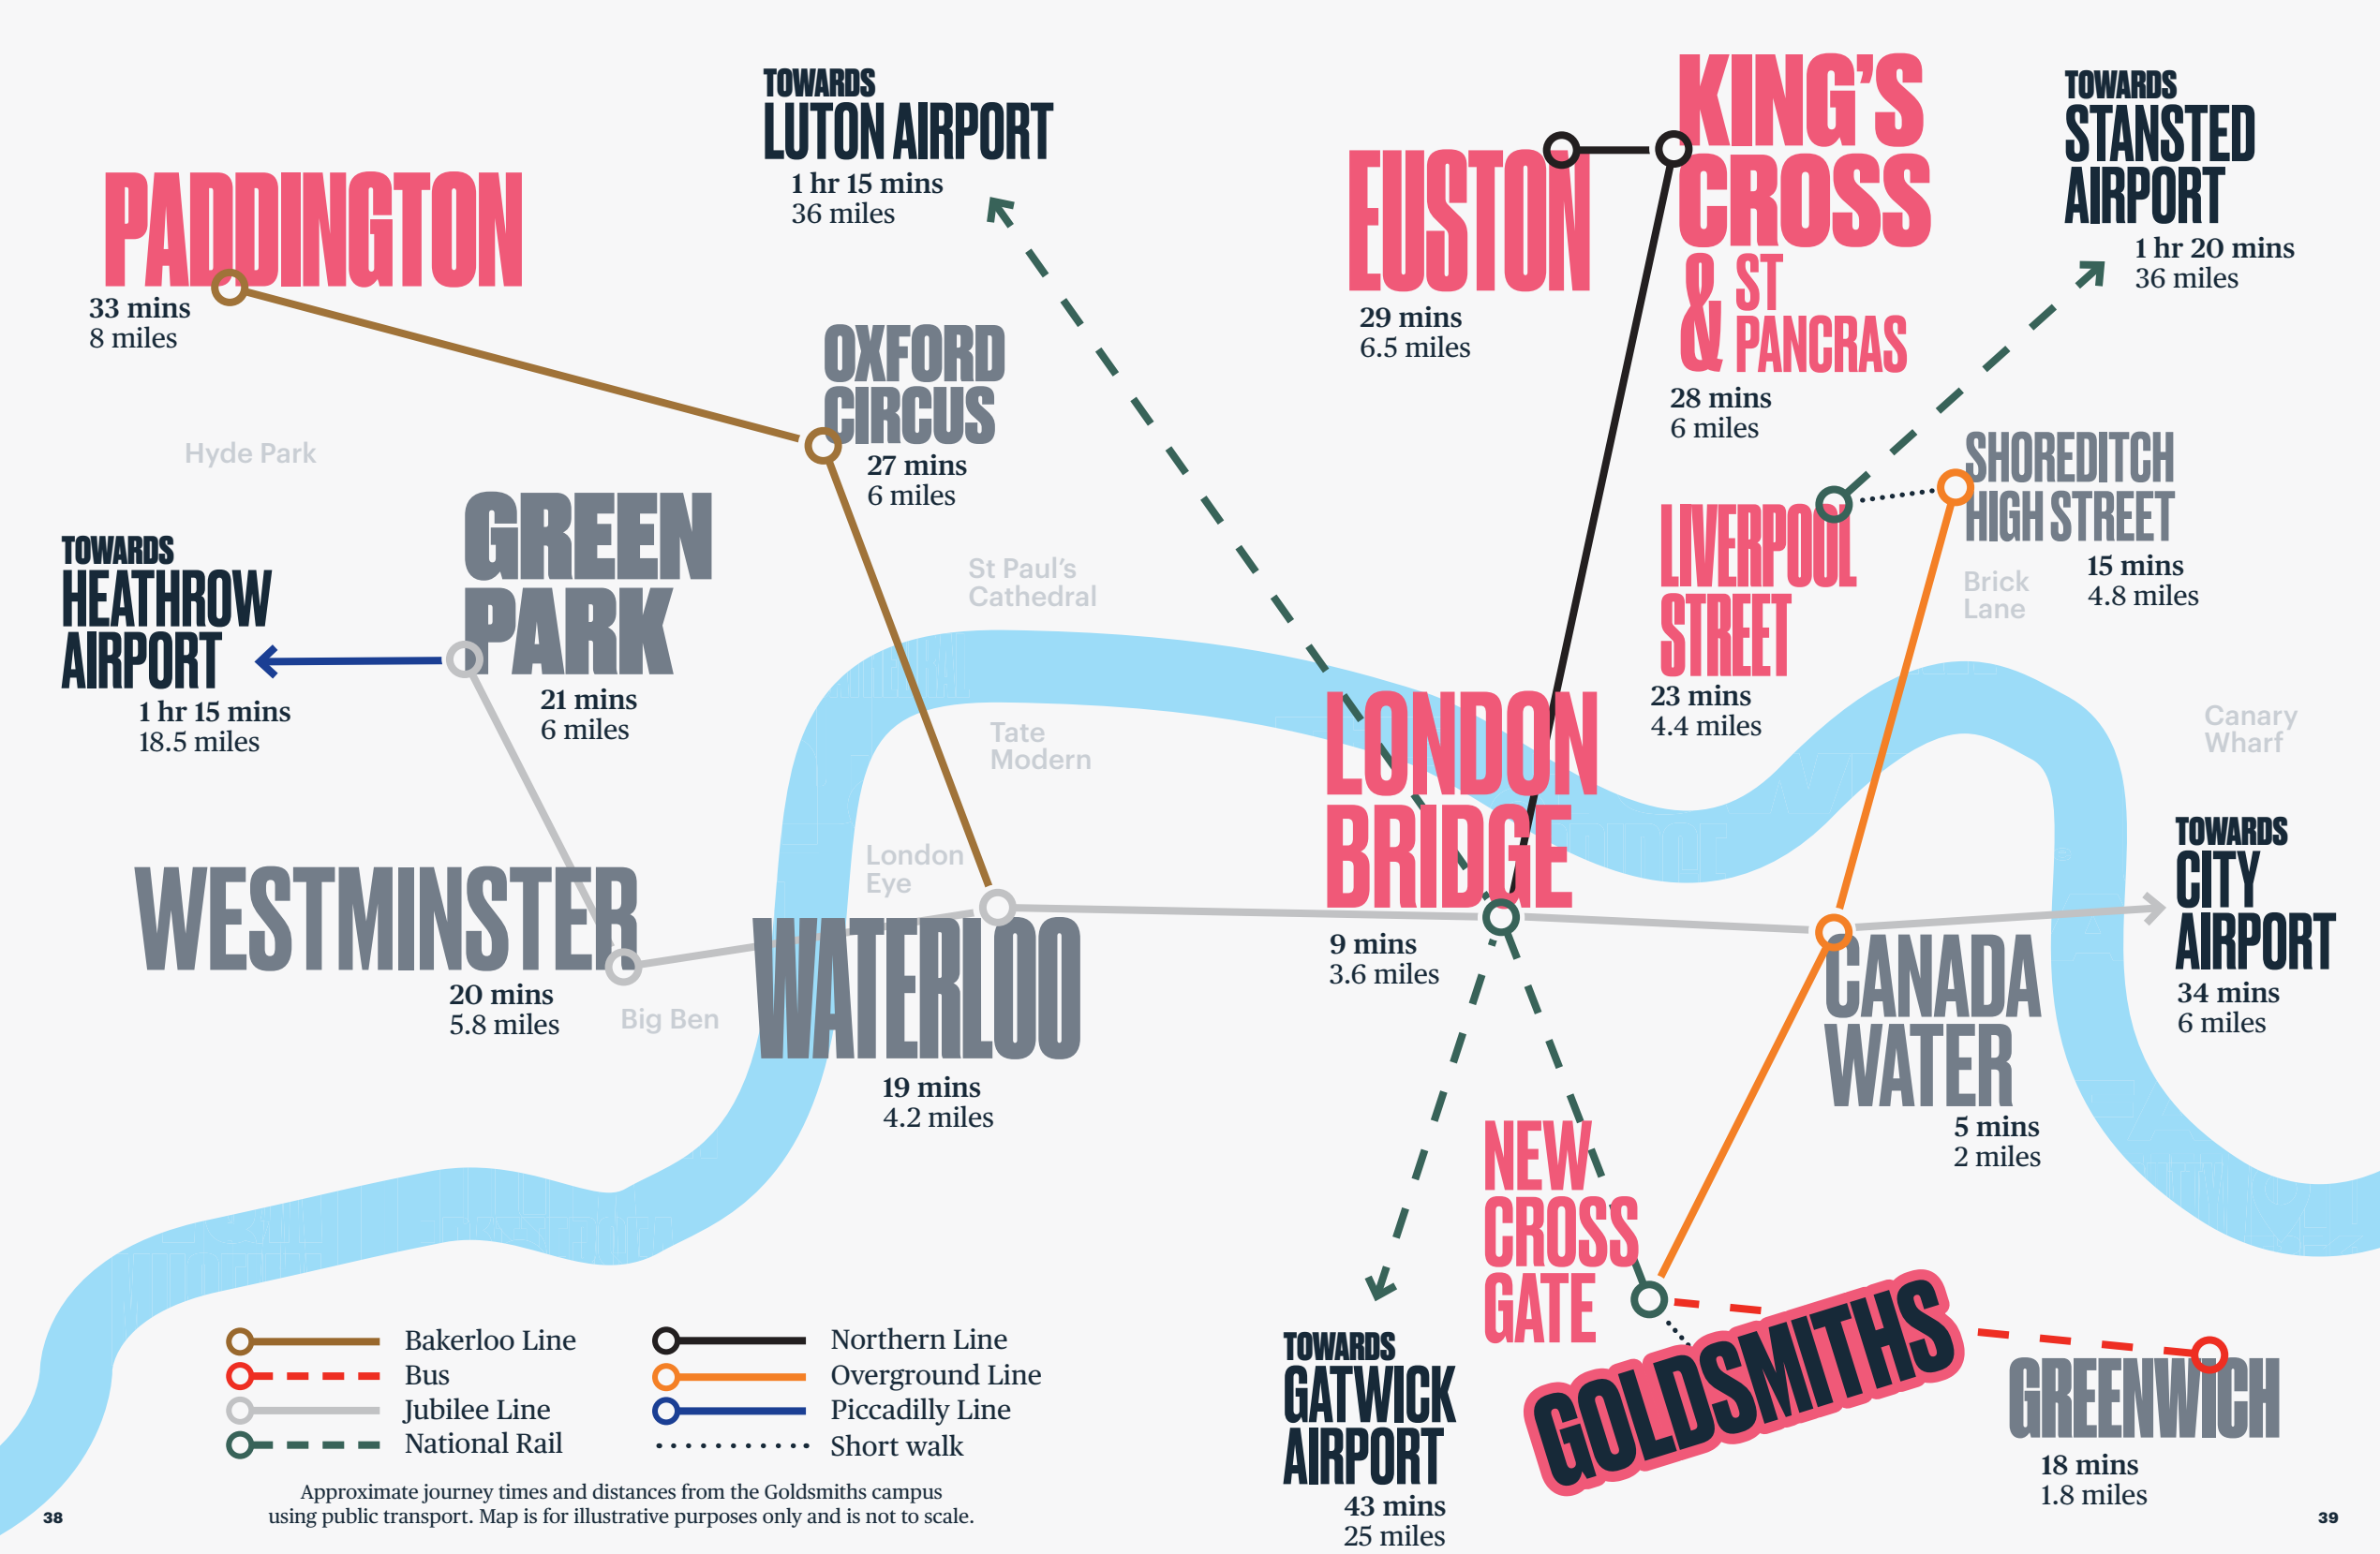 TOWARDS
LUTON AIRPORT
1 hr 15 mins
36 miles
KING'S
CROSS
& ST
PANCRAS
28 mins
6 miles
TOWARDS
STANSTED
AIRPORT
1 hr 20 mins
36 miles
PADDINGTON
33 mins
8 miles
EUSTON
29 mins
6.5 miles
OXFORD
CIRCUS
27 mins
6 miles
Hyde Park
SHOREDITCH
HIGH STREET
15 mins
4.8 miles
GREEN
PARK
21 mins
6 miles
LIVERPOOL
STREET
23 mins
4.4 miles
TOWARDS
HEATHROW
AIRPORT
1 hr 15 mins
18.5 miles
St Paul's
Cathedral
Brick
Lane
Tate
Modern
LONDON
BRIDGE
9 mins
3.6 miles
Canary
Wharf
TOWARDS
CITY
AIRPORT
34 mins
6 miles
London
Eye
WESTMINSTER
20 mins
5.8 miles
Big Ben
WATERLOO
19 mins
4.2 miles
CANADA
WATER
5 mins
2 miles
NEW
CROSS
GATE
GOLDSMITHS
GREENWICH
18 mins
1.8 miles
TOWARDS
GATWICK
AIRPORT
43 mins
25 miles
Bakerloo Line
Bus
Jubilee Line
National Rail
Northern Line
Overground Line
Piccadilly Line
Short walk
Approximate journey times and distances from the Goldsmiths campus
using public transport. Map is for illustrative purposes only and is not to scale.
38
39